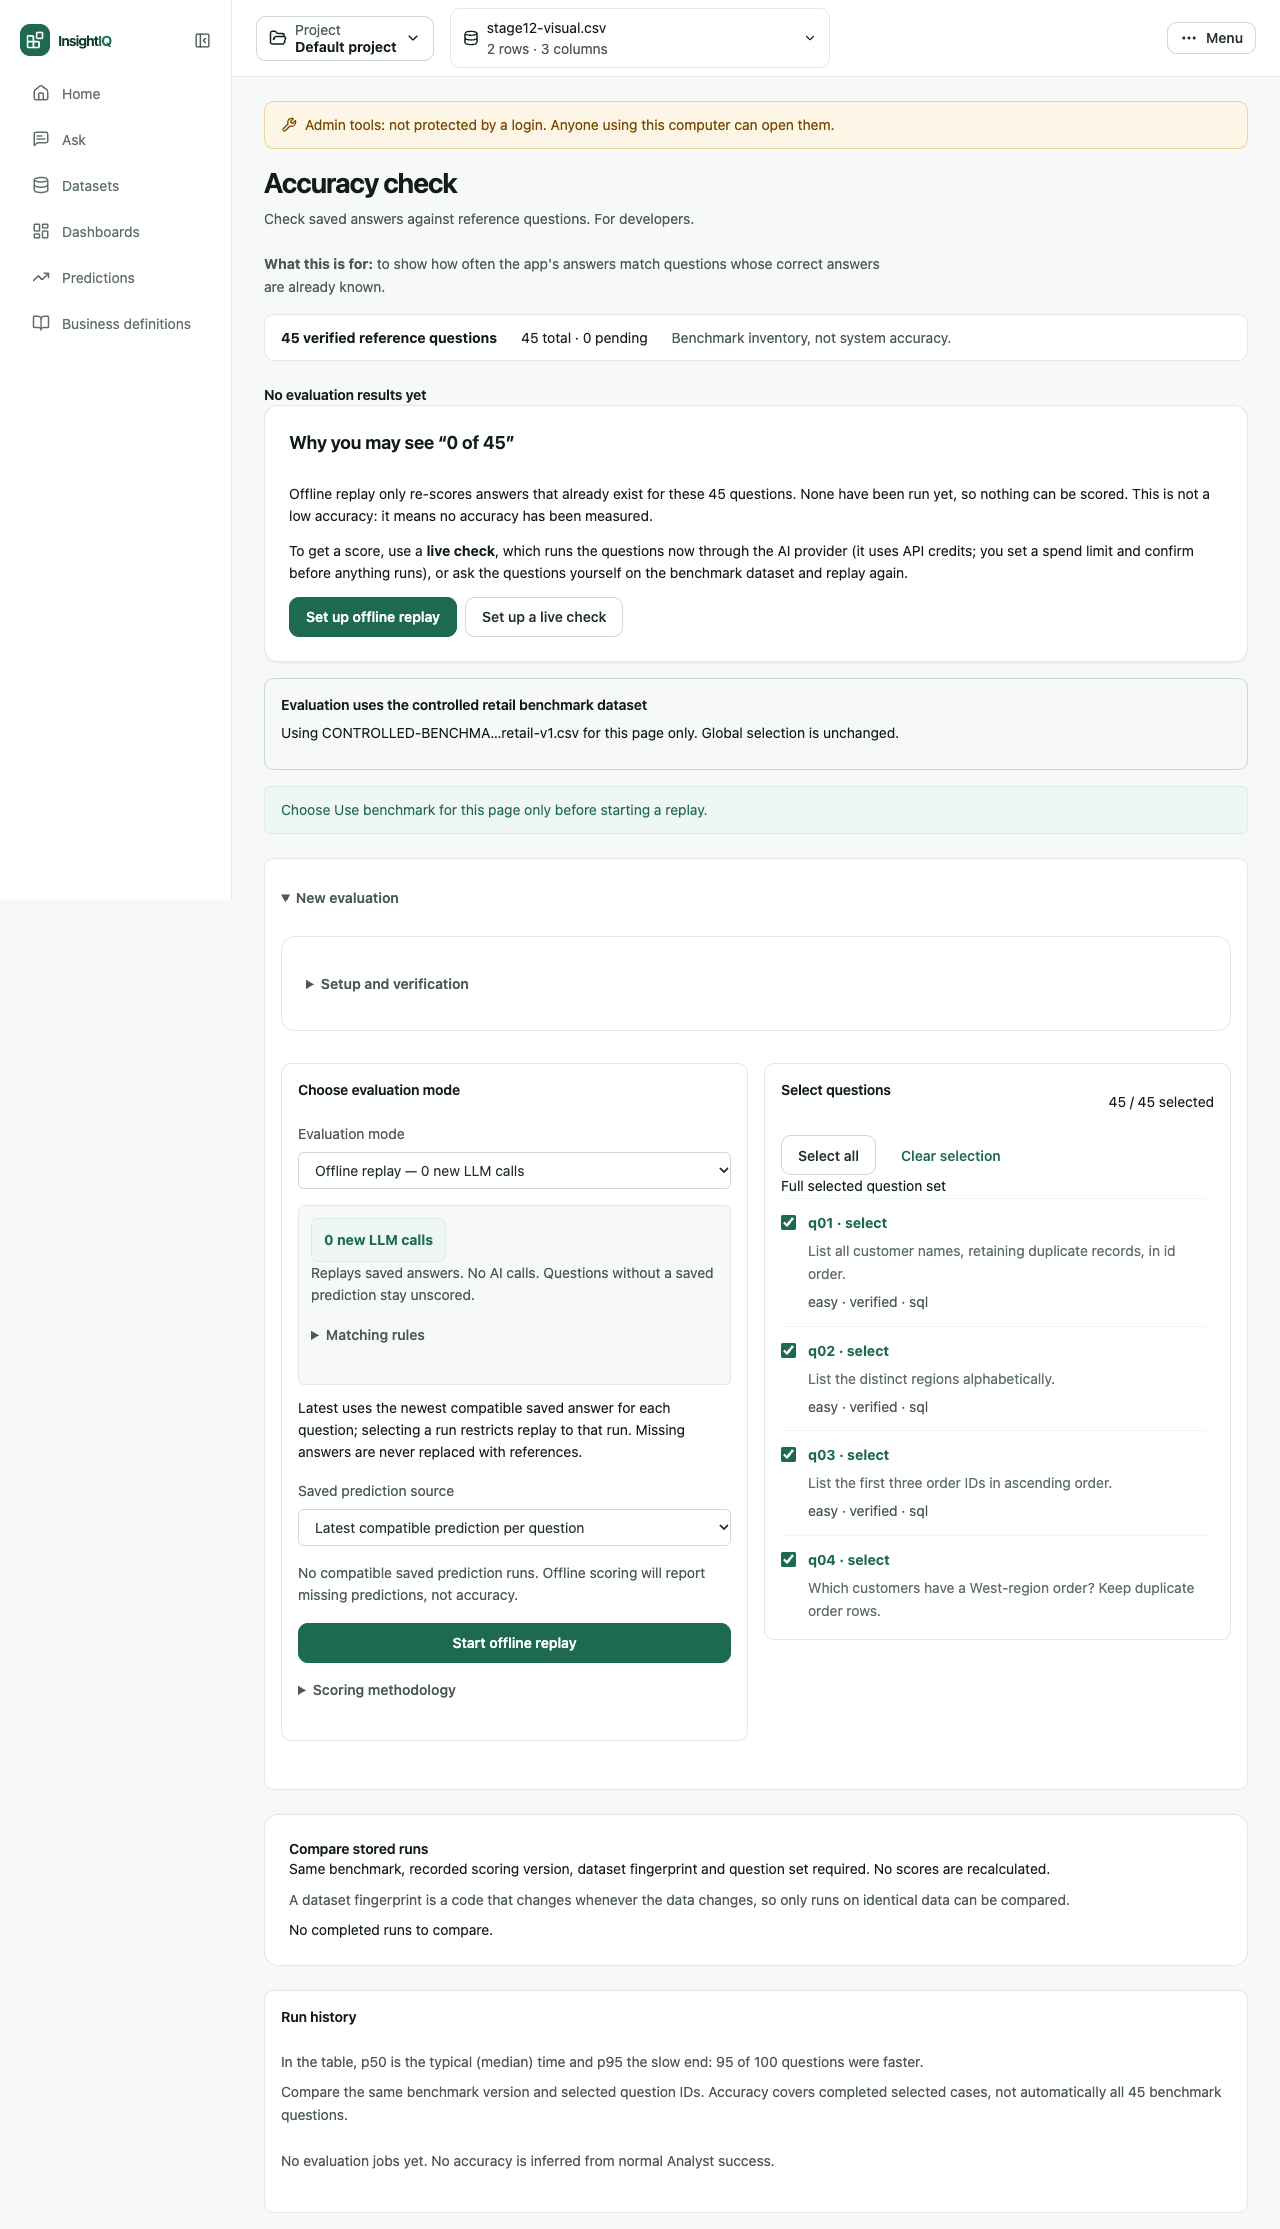 InsightIQ
Home
Ask
Datasets
Dashboards
Predictions
Business definitions
Project
Default project
stage12-visual.csv
2 rows · 3 columns
Menu
Admin tools: not protected by a login. Anyone using this computer can open them.
Accuracy check
Check saved answers against reference questions. For developers.
What this is for: to show how often the app's answers match questions whose correct answers
are already known.
45 verified reference questions 45 total · 0 pending Benchmark inventory, not system accuracy.
No evaluation results yet
Why you may see “0 of 45”
Offline replay only re-scores answers that already exist for these 45 questions. None have been run yet, so nothing can be scored. This is not a
low accuracy: it means no accuracy has been measured.
To get a score, use a live check, which runs the questions now through the AI provider (it uses API credits; you set a spend limit and confirm
before anything runs), or ask the questions yourself on the benchmark dataset and replay again.
Set up offline replay Set up a live check
Evaluation uses the controlled retail benchmark dataset
Using CONTROLLED-BENCHMA...retail-v1.csv for this page only. Global selection is unchanged.
Choose Use benchmark for this page only before starting a replay.
New evaluation
Setup and verification
Choose evaluation mode
Evaluation mode
Offline replay — 0 new LLM calls
0 new LLM calls
Replays saved answers. No AI calls. Questions without a saved
prediction stay unscored.
Matching rules
Latest uses the newest compatible saved answer for each
question; selecting a run restricts replay to that run. Missing
answers are never replaced with references.
Saved prediction source
Latest compatible prediction per question
No compatible saved prediction runs. Offline scoring will report
missing predictions, not accuracy.
Start offline replay
Scoring methodology
Select questions
45 / 45 selected
Select all Clear selection
Full selected question set
q01 · select
List all customer names, retaining duplicate records, in id
order.
easy · verified · sql
q02 · select
List the distinct regions alphabetically.
easy · verified · sql
q03 · select
List the first three order IDs in ascending order.
easy · verified · sql
q04 · select
Which customers have a West-region order? Keep duplicate
order rows.
Compare stored runs
Same benchmark, recorded scoring version, dataset fingerprint and question set required. No scores are recalculated.
A dataset fingerprint is a code that changes whenever the data changes, so only runs on identical data can be compared.
No completed runs to compare.
Run history
In the table, p50 is the typical (median) time and p95 the slow end: 95 of 100 questions were faster.
Compare the same benchmark version and selected question IDs. Accuracy covers completed selected cases, not automatically all 45 benchmark
questions.
No evaluation jobs yet. No accuracy is inferred from normal Analyst success.